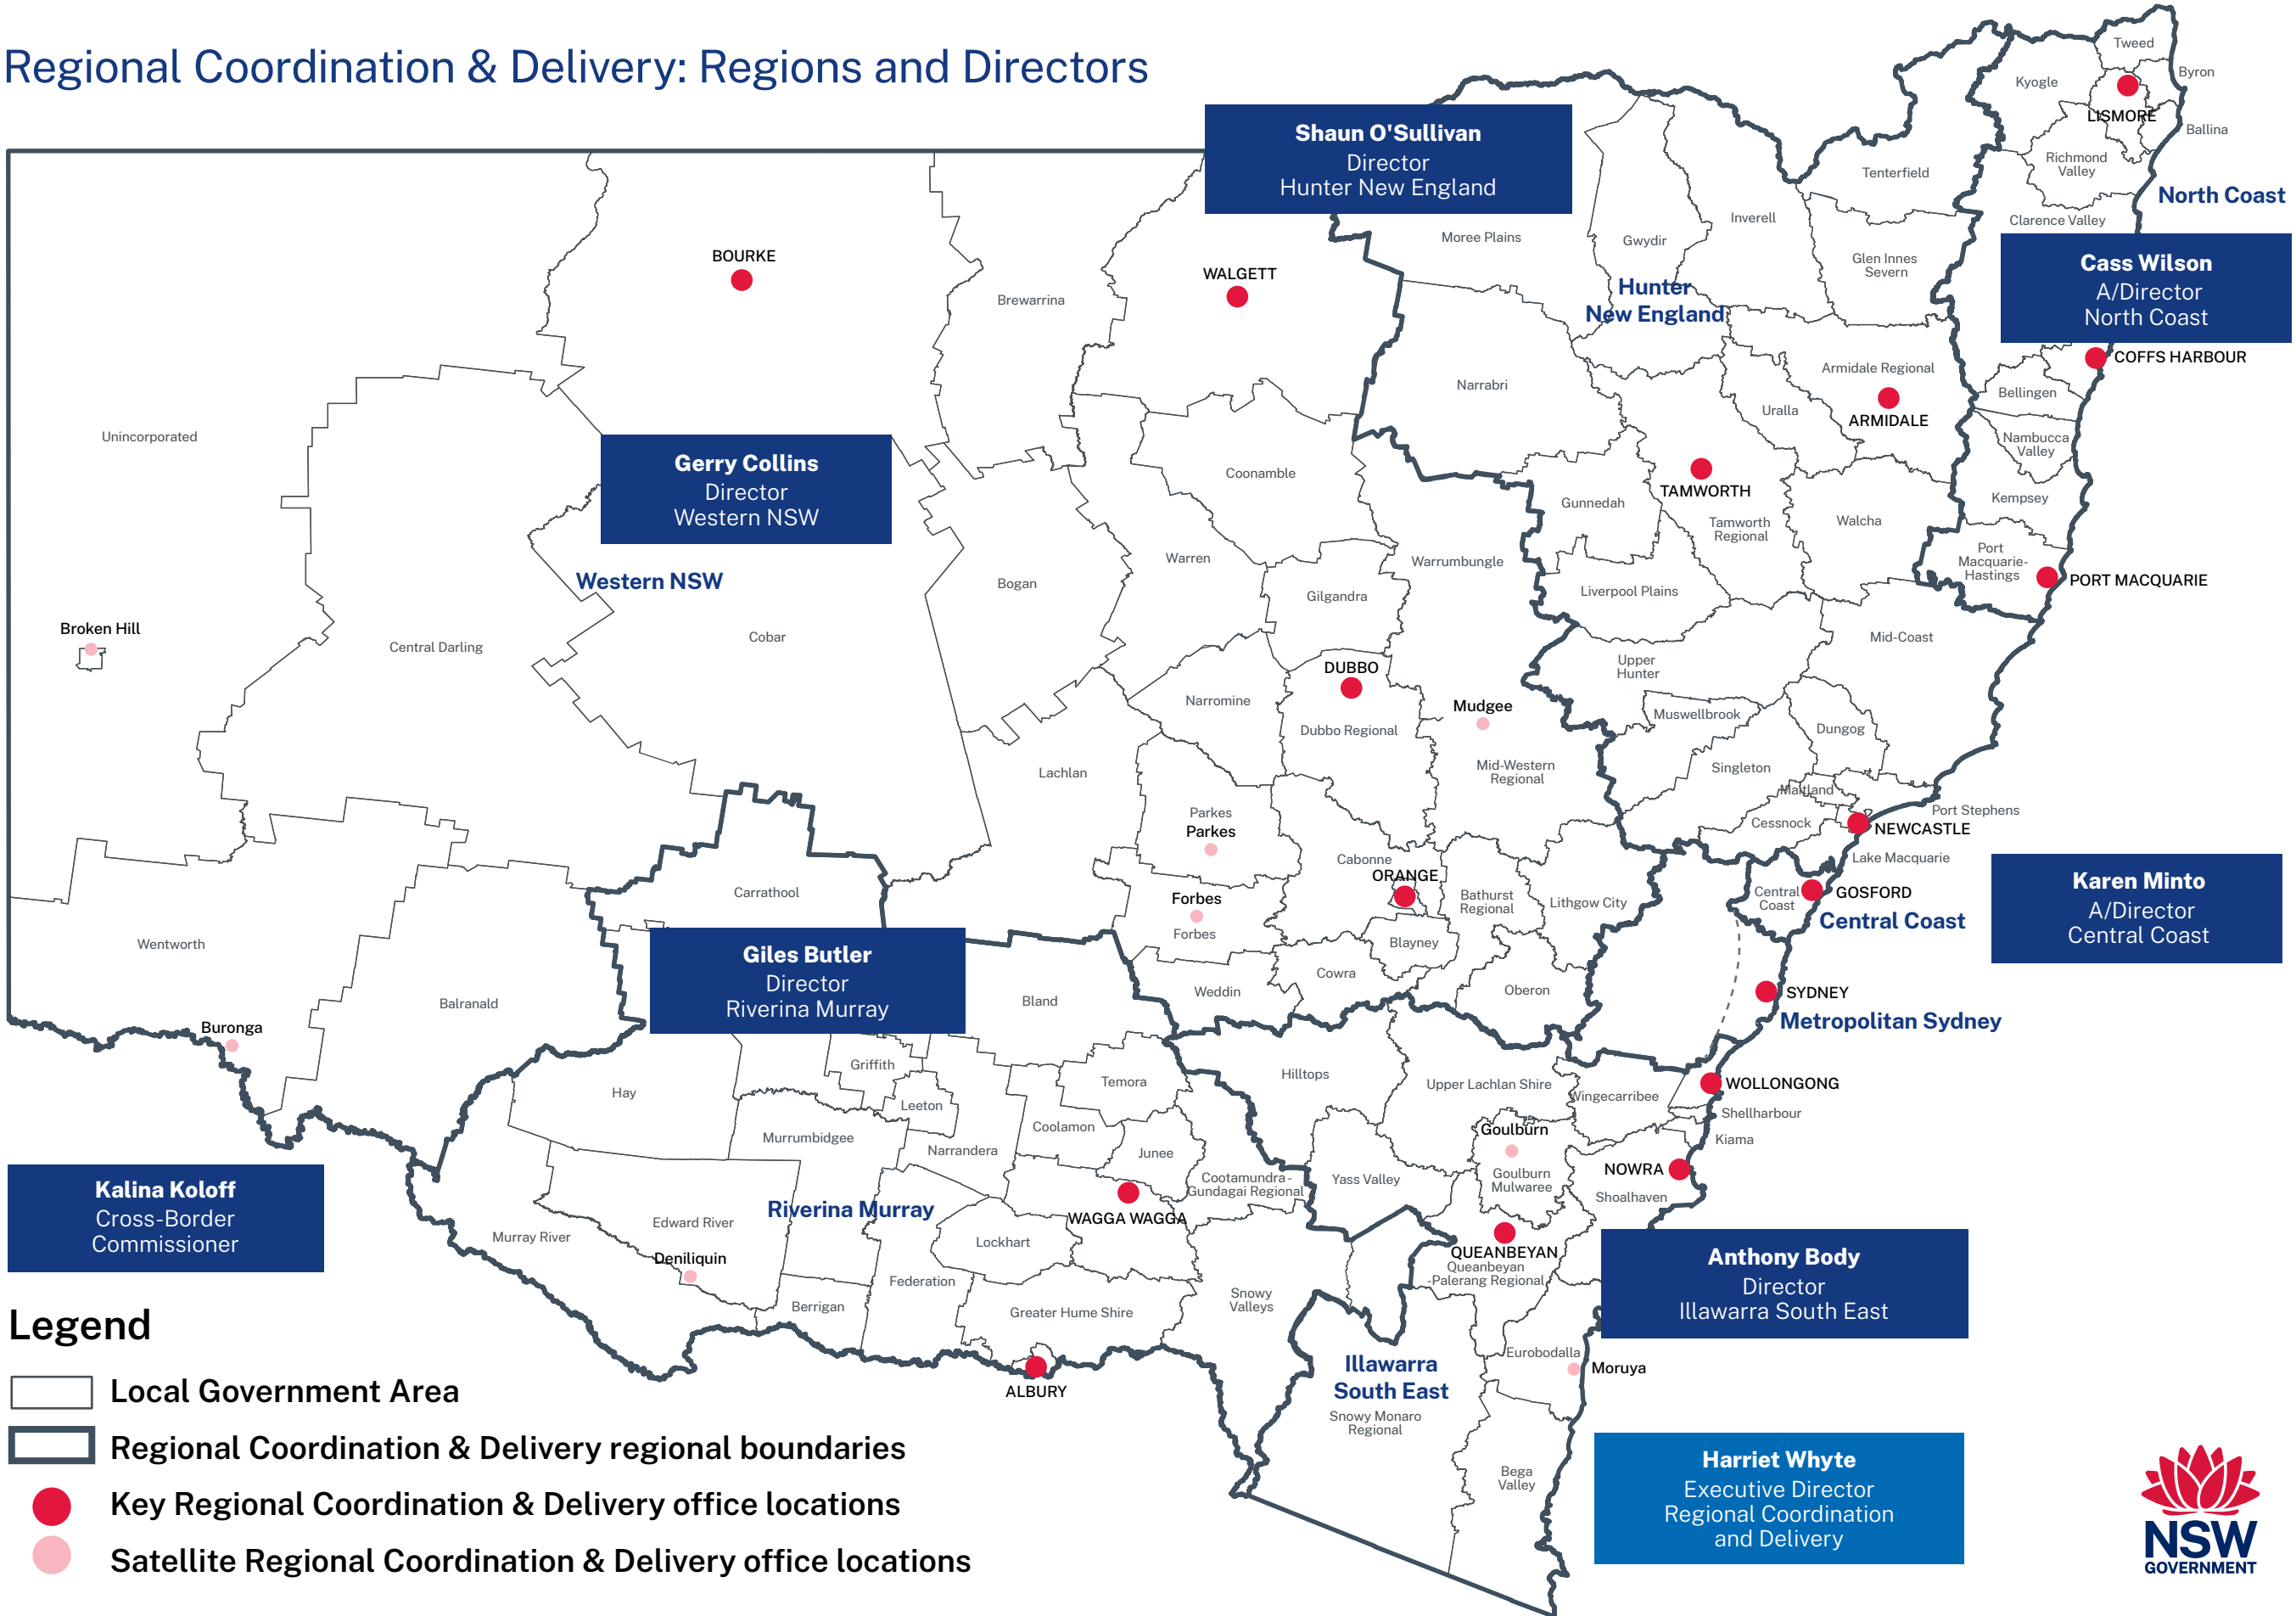 Regional Coordination & Delivery: Regions and Directors
Tweed
Kyogle
Byron
LISMORE
Ballina
Richmond
Valley
Tenterfield
North Coast
Clarence Valley
Shaun O'Sullivan
Director
Hunter New England
Moree Plains
Gwydir
Inverell
Glen Innes
Severn
Hunter
New England
Cass Wilson
A/Director
North Coast
COFFS HARBOUR
BOURKE
Brewarrina
WALGETT
Narrabri
Armidale Regional
ARMIDALE
Uralla
Bellingen
Nambucca
Valley
Kempsey
Unincorporated
Gerry Collins
Director
Western NSW
Western NSW
Coonamble
Gunnedah
TAMWORTH
Tamworth
Regional
Walcha
Port
Macquarie-
Hastings
PORT MACQUARIE
Warren
Bogan
Warrumbungle
Gilgandra
Liverpool Plains
Broken Hill
Central Darling
Cobar
Mid-Coast
Upper
Hunter
DUBBO
Narromine
Dubbo Regional
Mudgee
Mid-Western
Regional
Muswellbrook
Dungog
Singleton
Maitland
Port Stephens
Lachlan
Parkes
Parkes
Cessnock
NEWCASTLE
Lake Macquarie
Cabonne
ORANGE
Bathurst
Regional
Lithgow City
Central
Coast
GOSFORD
Central Coast
Karen Minto
A/Director
Central Coast
Carrathool
Forbes
Forbes
Blayney
Wentworth
Giles Butler
Director
Riverina Murray
Cowra
Weddin
Oberon
Bland
Balranald
SYDNEY
Metropolitan Sydney
Buronga
Griffith
Hay
Leeton
Temora
Hilltops
Upper Lachlan Shire
Wingecarribee
WOLLONGONG
Shellharbour
Kiama
Murrumbidgee
Coolamon
Narrandera
Junee
Goulburn
Goulburn
Mulwaree
NOWRA
Shoalhaven
Cootamundra -
Gundagai Regional
Yass Valley
Kalina Koloff
Cross-Border
Commissioner
Riverina Murray
WAGGA WAGGA
Murray River
Edward River
Deniliquin
Lockhart
QUEANBEYAN
Queanbeyan
-Palerang Regional
Anthony Body
Director
Illawarra South East
Federation
Berrigan
Greater Hume Shire
Snowy
Valleys
ALBURY
Eurobodalla
Moruya
Illawarra
South East
Snowy Monaro
Regional
Bega
Valley
Harriet Whyte
Executive Director
Regional Coordination
and Delivery
Legend
Local Government Area
Regional Coordination & Delivery regional boundaries
Key Regional Coordination & Delivery office locations
Satellite Regional Coordination & Delivery office locations
NSW
GOVERNMENT